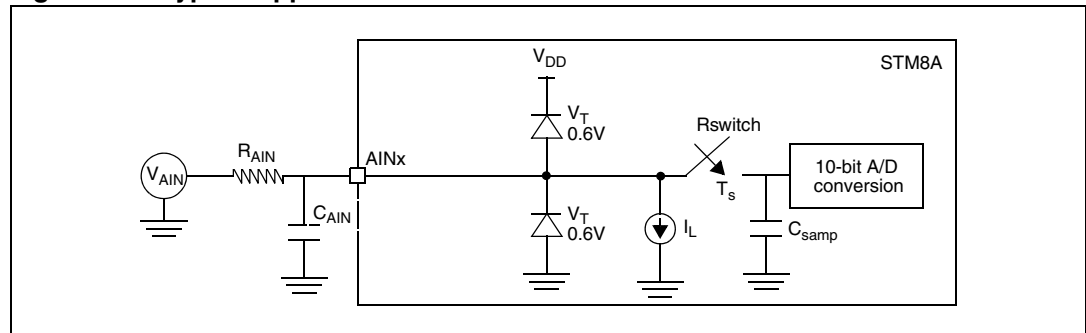 V_DD
STM8A
V_T
0.6V
Rswitch
R_AIN
AINx
V_AIN
10-bit A/D
conversion
T_s
C_AIN
V_T
0.6V
I_L
C_samp